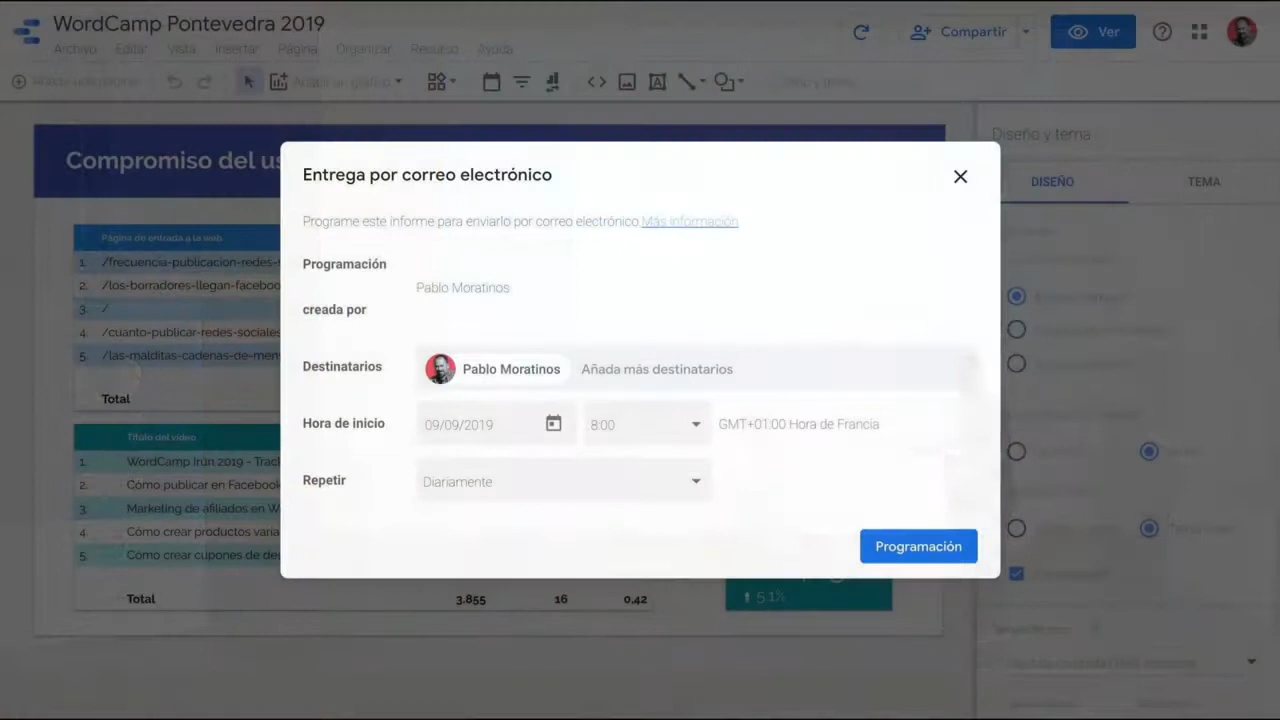 WordCamp Pontevedra 2019
Archivo Editar Vista Insertar Página Organizar Recurso Ayuda
Compartir
Ver
Añadir un gráfico
Diseño y tema
DISEÑO TEMA
Compromiso del us
Página de entrada a la web
1. /frecuencia-publicacion-redes-s
2. /los-borradores-llegan-faceboo
3. /
4. /cuanto-publicar-redes-sociales
5. /las-malditas-cadenas-de-men
Total
Título del vídeo
1. WordCamp Irún 2019 - Track
2. Cómo publicar en Facebook
3. Marketing de afiliados en W
4. Cómo crear productos varia
5. Cómo crear cupones de de
Total 3.855 16 0,42
5.1%
Entrega por correo electrónico
Programe este informe para enviarlo por correo electrónico Más información
Programación
creada por
Pablo Moratinos
Destinatarios Pablo Moratinos Añada más destinatarios
Hora de inicio 09/09/2019 8:00 GMT+01:00 Hora de Francia
Repetir Diariamente
Programación